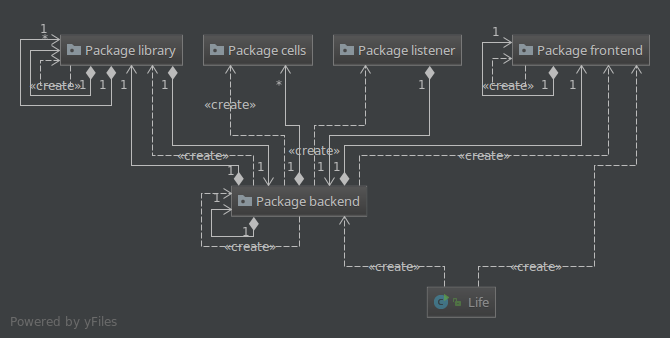 1
*
Package library
Package cells
Package listener
1
Package frontend
«create»
1
1
1
1
*
1
«create»
1
1
«create»
«create»
«create»
1
1
1
1
«create»
1
«create»
1
Package backend
1
«create»
«create»
«create»
Life
Powered by yFiles